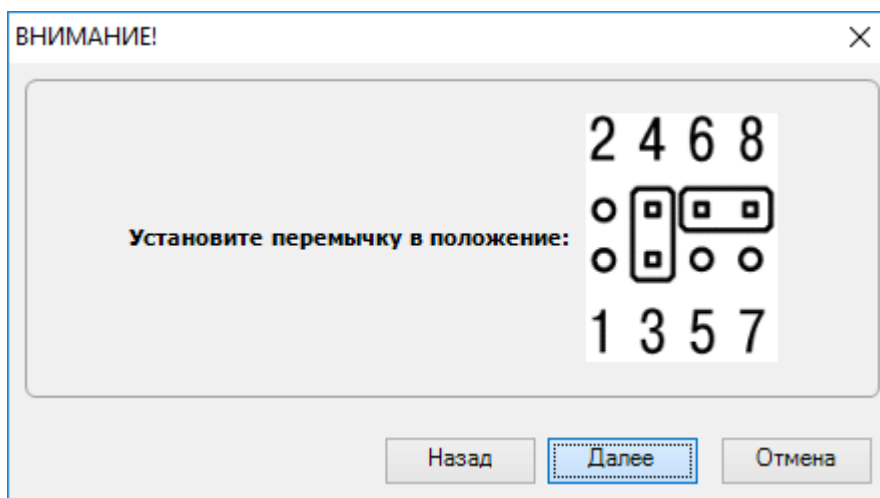 ВНИМАНИЕ!
2 4 6 8
Установите перемычку в положение:
1 3 5 7
Назад Далее Отмена